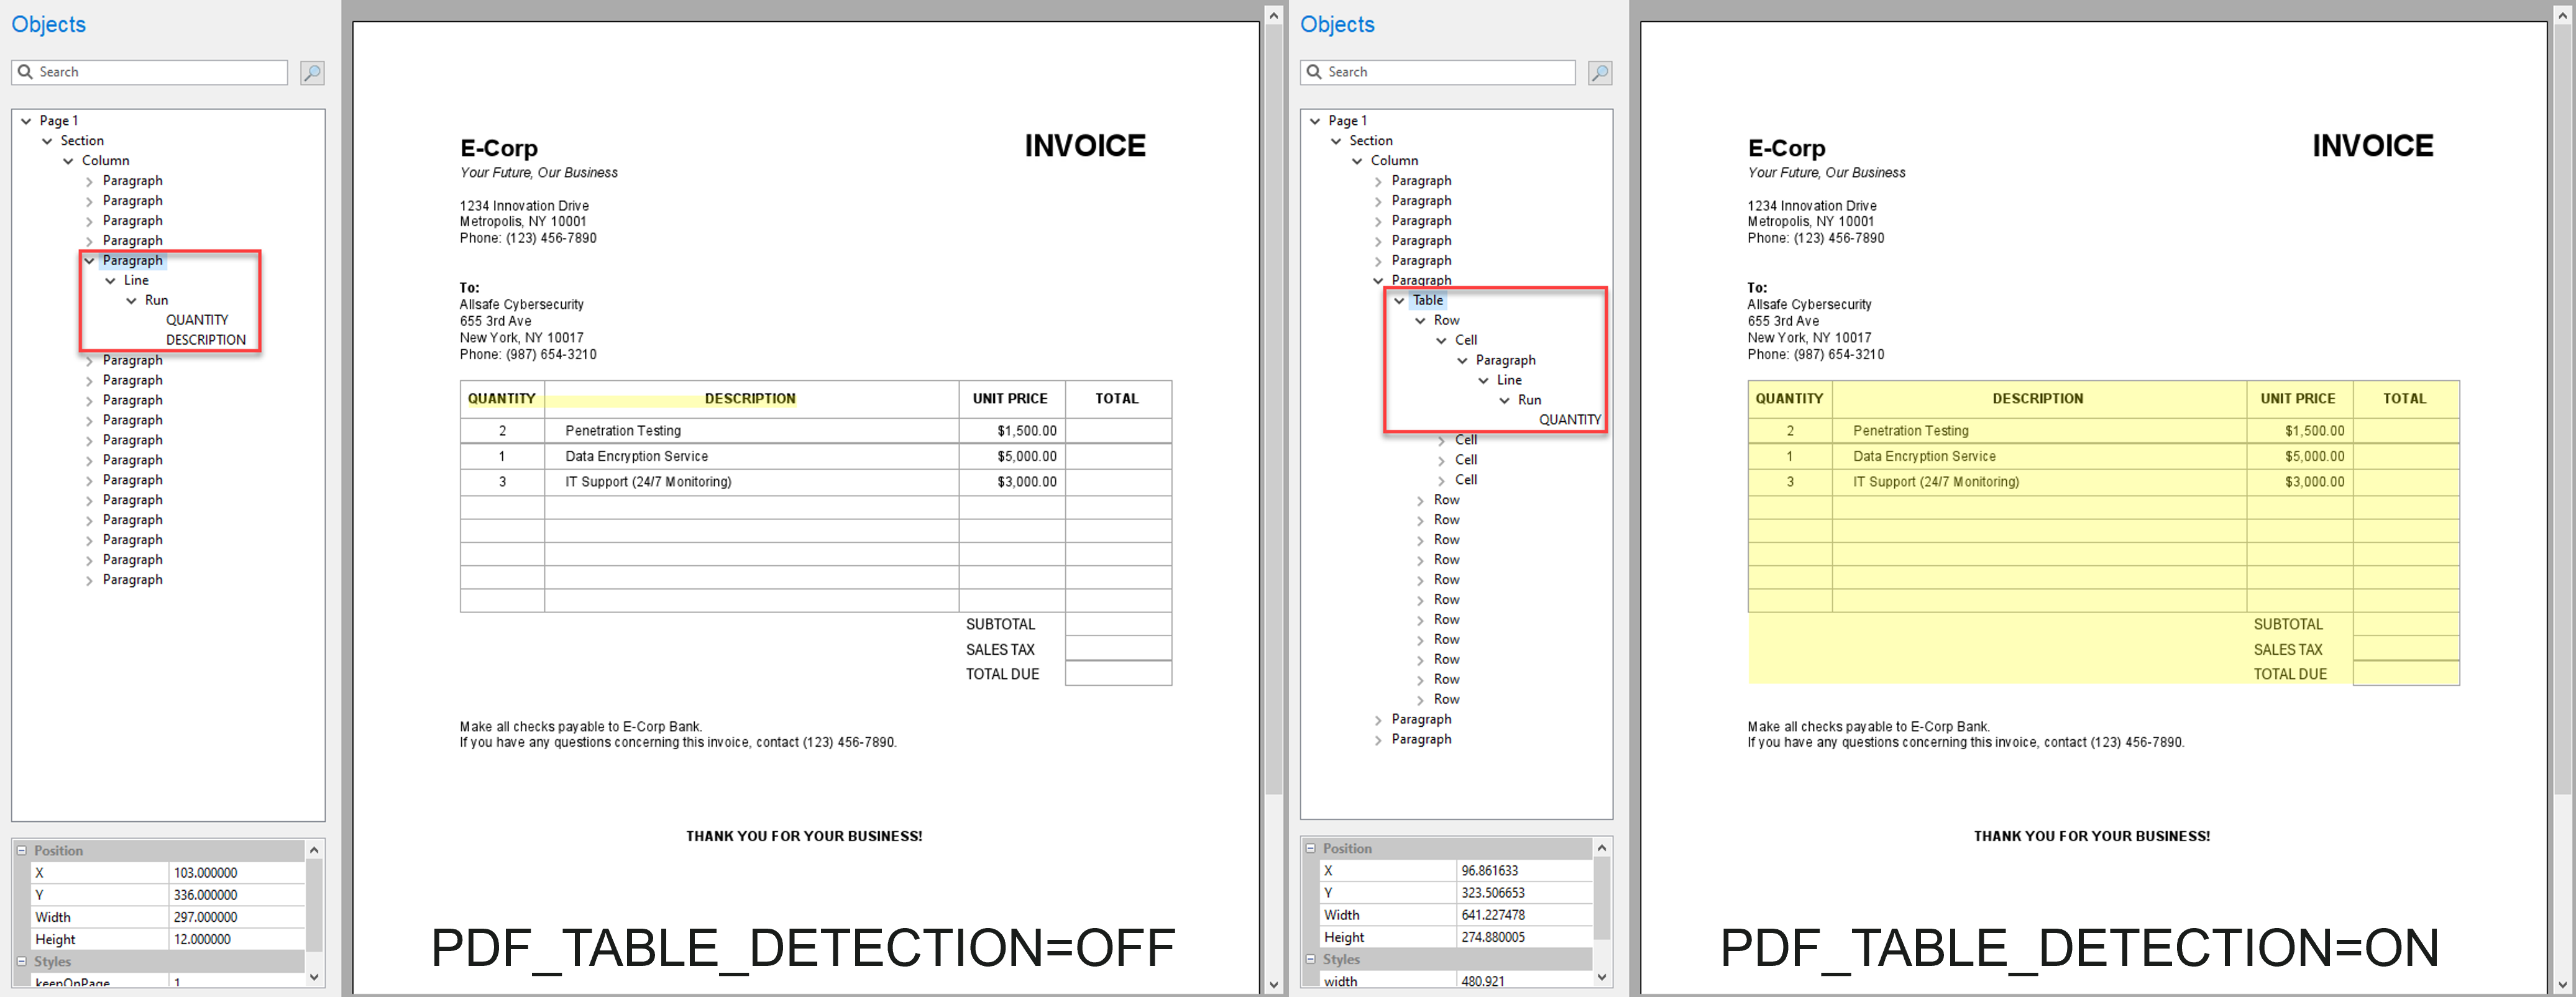 Objects
Search
Page 1
Section
Column
Paragraph
Paragraph
Paragraph
Paragraph
Paragraph
Line
Run
QUANTITY
DESCRIPTION
Paragraph
Paragraph
Paragraph
Paragraph
Paragraph
Paragraph
Paragraph
Paragraph
Paragraph
Paragraph
Paragraph
Paragraph
Position
X 103.000000
Y 336.000000
Width 297.000000
Height 12.000000
Styles
keepOnPage 1
E-Corp INVOICE
Your Future, Our Business
1234 Innovation Drive
Metropolis, NY 10001
Phone: (123) 456-7890
To:
Allsafe Cybersecurity
655 3rd Ave
New York, NY 10017
Phone: (987) 654-3210
QUANTITY DESCRIPTION UNIT PRICE TOTAL
2 Penetration Testing $1,500.00
1 Data Encryption Service $5,000.00
3 IT Support (24/7 Monitoring) $3,000.00
SUBTOTAL
SALES TAX
TOTAL DUE
Make all checks payable to E-Corp Bank.
If you have any questions concerning this invoice, contact (123) 456-7890.
THANK YOU FOR YOUR BUSINESS!
PDF_TABLE_DETECTION=OFF
Objects
Search
Page 1
Section
Column
Paragraph
Paragraph
Paragraph
Paragraph
Paragraph
Paragraph
Table
Row
Cell
Paragraph
Line
Run
QUANTITY
Cell
Cell
Cell
Row
Row
Row
Row
Row
Row
Row
Row
Row
Row
Row
Paragraph
Paragraph
Position
X 96.861633
Y 323.506653
Width 641.227478
Height 274.880005
Styles
width 480.921
E-Corp INVOICE
Your Future, Our Business
1234 Innovation Drive
Metropolis, NY 10001
Phone: (123) 456-7890
To:
Allsafe Cybersecurity
655 3rd Ave
New York, NY 10017
Phone: (987) 654-3210
QUANTITY DESCRIPTION UNIT PRICE TOTAL
2 Penetration Testing $1,500.00
1 Data Encryption Service $5,000.00
3 IT Support (24/7 Monitoring) $3,000.00
SUBTOTAL
SALES TAX
TOTAL DUE
Make all checks payable to E-Corp Bank.
If you have any questions concerning this invoice, contact (123) 456-7890.
THANK YOU FOR YOUR BUSINESS!
PDF_TABLE_DETECTION=ON